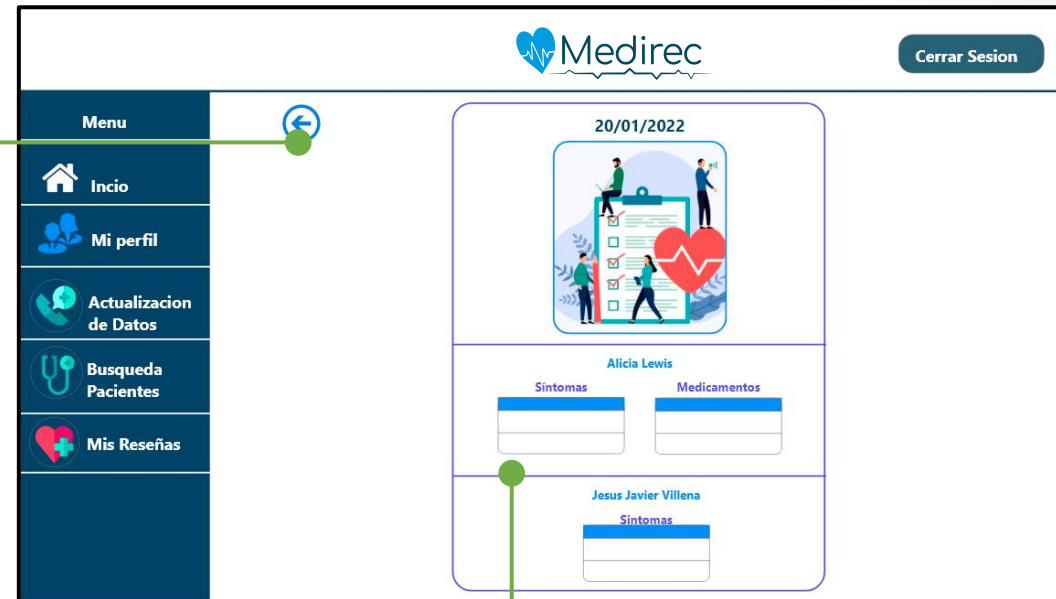 Medirec
Cerrar Sesion
Menu
Incio
Mi perfil
Actualizacion
de Datos
Busqueda
Pacientes
Mis Reseñas
20/01/2022
Alicia Lewis
Síntomas Medicamentos
Jesus Javier Villena
Sintomas